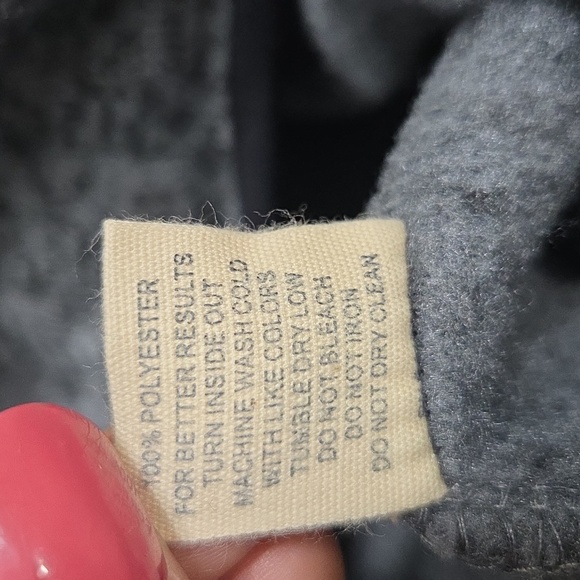 100% POLYESTER
FOR BETTER RESULTS
TURN INSIDE OUT
MACHINE WASH COLD
WITH LIKE COLORS
TUMBLE DRY LOW
DO NOT BLEACH
DO NOT IRON
DO NOT DRY CLEAN